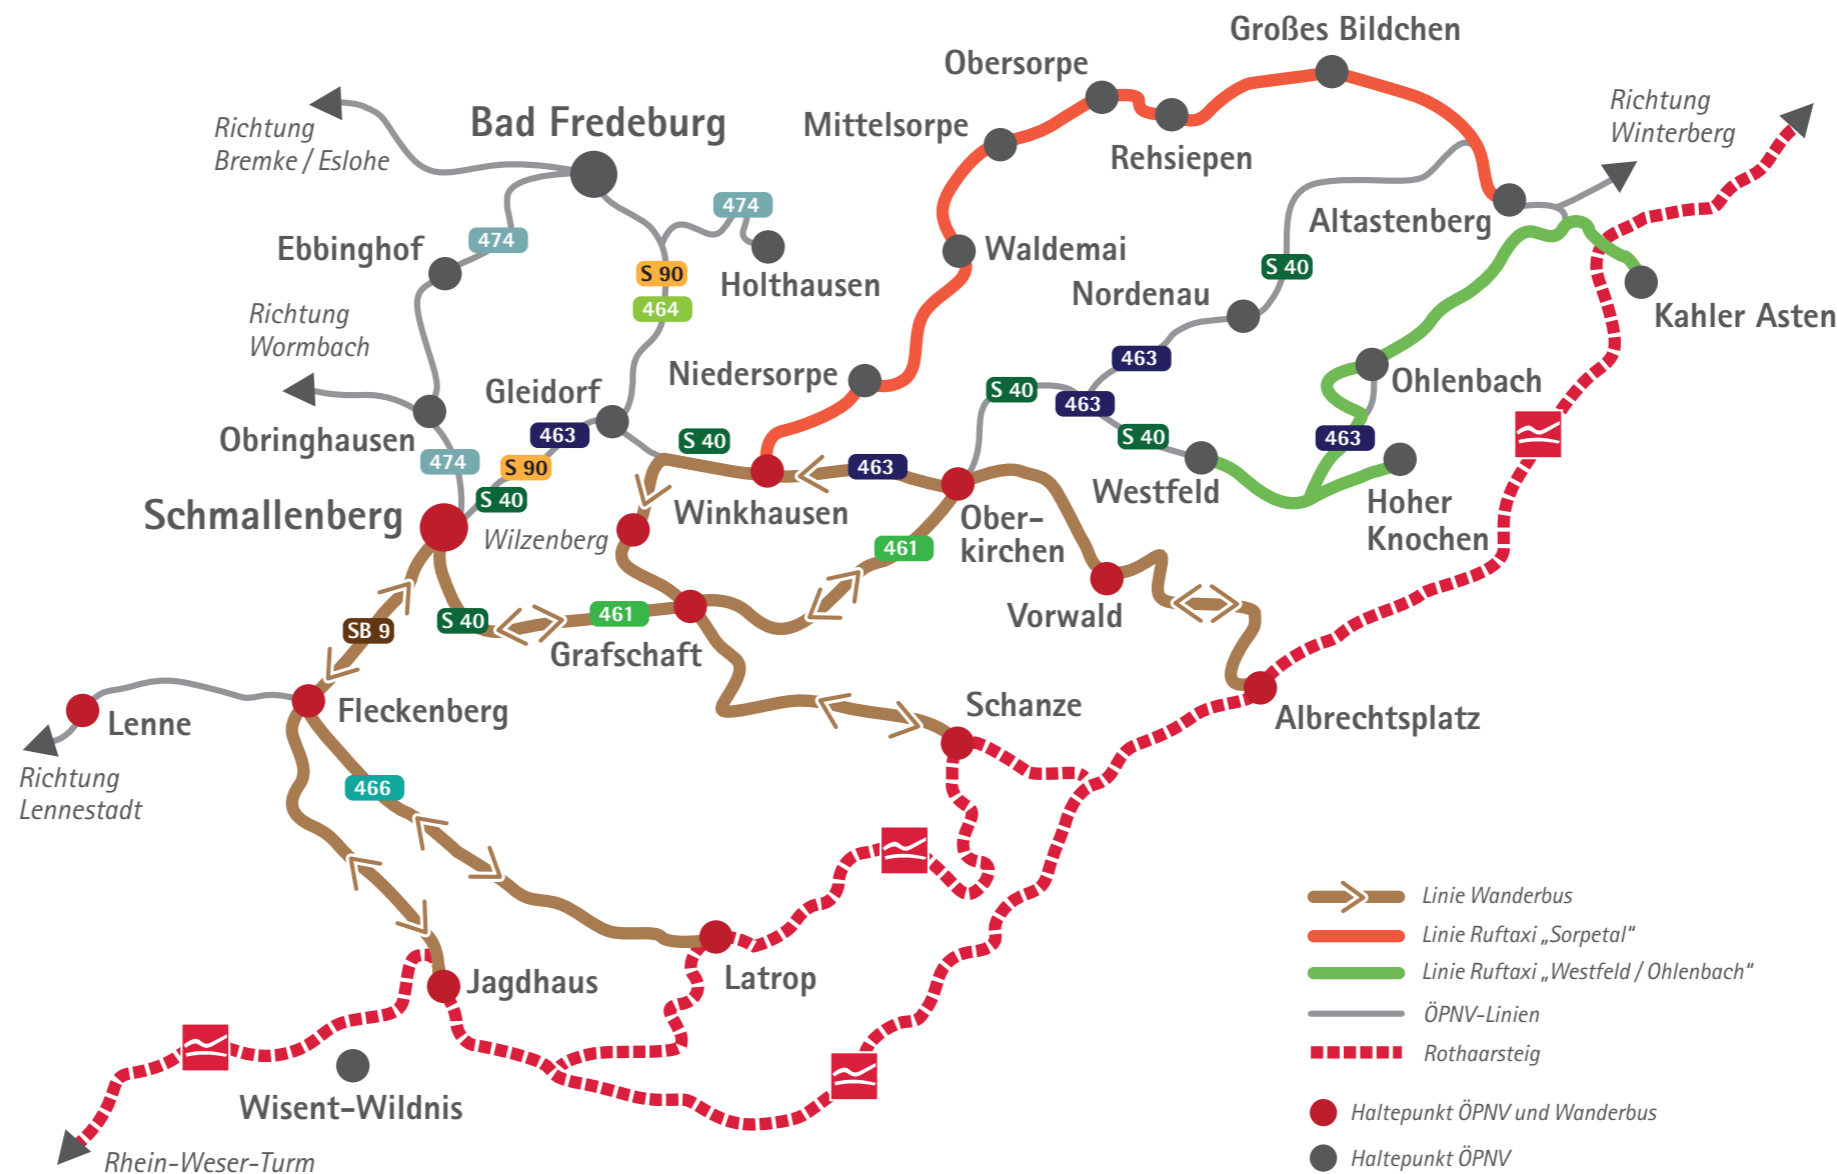 Großes Bildchen
Obersorpe
Richtung
Winterberg
Richtung
Bremke / Eslohe
Bad Fredeburg
Mittelsorpe
Rehsiepen
474
Altastenberg
474
Ebbinghof
Waldemai
S 90
Holthausen
S 40
Nordenau
464
Kahler Asten
Richtung
Wormbach
463
Niedersorpe
Gleidorf
S 40
Ohlenbach
463
Obringhausen
463
S 40
S 40
463
474
S 90
463
S 40
Westfeld
Hoher
Knochen
Schmallenberg
Winkhausen
Ober-
kirchen
Wilzenberg
461
SB 9
S 40
461
Vorwald
Grafschaft
Fleckenberg
Lenne
Schanze
Albrechtsplatz
Richtung
Lennestadt
466
Jagdhaus
Latrop
Wisent-Wildnis
Rhein-Weser-Turm
Linie Wanderbus
Linie Ruftaxi „Sorpetal“
Linie Ruftaxi „Westfeld / Ohlenbach“
ÖPNV-Linien
Rothaarsteig
Haltepunkt ÖPNV und Wanderbus
Haltepunkt ÖPNV